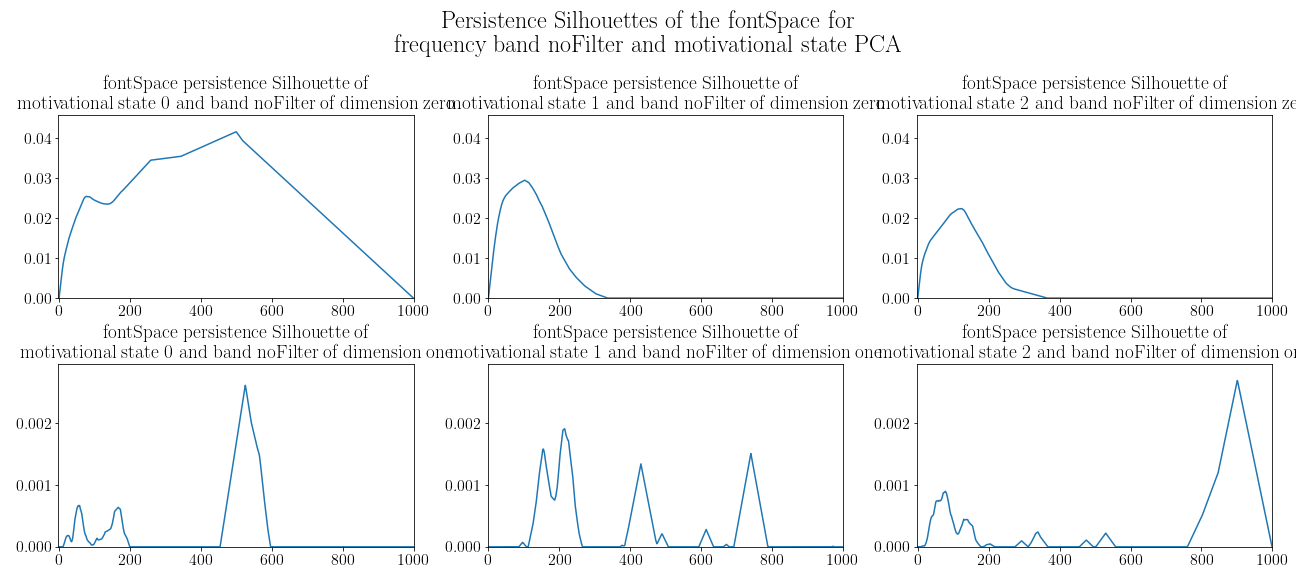 Persistence Silhouettes of the fontSpace for
frequency band noFilter and motivational state PCA
fontSpace persistence Silhouette of
motivational state 0 and band noFilter of dimension zero
fontSpace persistence Silhouette of
motivational state 1 and band noFilter of dimension zero
fontSpace persistence Silhouette of
motivational state 2 and band noFilter of dimension ze
0.04
0.03
0.02
0.01
0.00
0 200 400 600 800 1000
0.04
0.03
0.02
0.01
0.00
0 200 400 600 800 1000
0.04
0.03
0.02
0.01
0.00
0 200 400 600 800 1000
fontSpace persistence Silhouette of
motivational state 0 and band noFilter of dimension one
fontSpace persistence Silhouette of
motivational state 1 and band noFilter of dimension one
fontSpace persistence Silhouette of
motivational state 2 and band noFilter of dimension on
0.002
0.001
0.000
0 200 400 600 800 1000
0.002
0.001
0.000
0 200 400 600 800 1000
0.002
0.001
0.000
0 200 400 600 800 1000